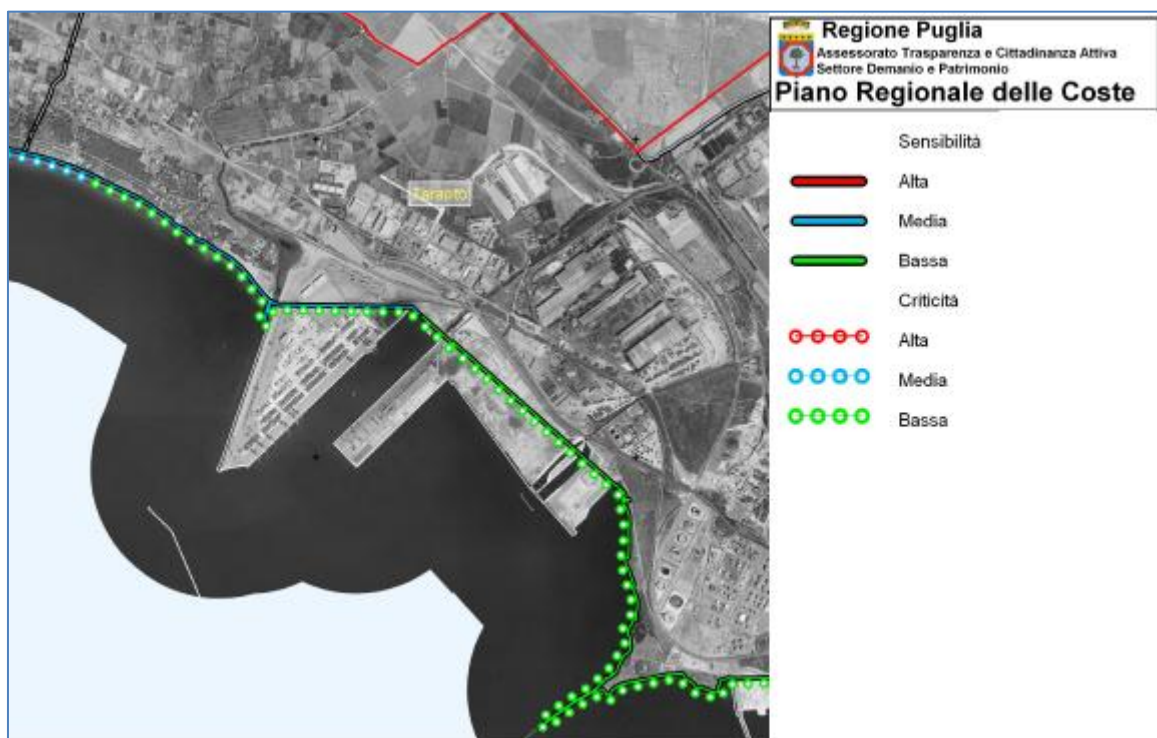 Regione Puglia
Assessorato Trasparenza e Cittadinanza Attiva
Settore Demanio e Patrimonio
Piano Regionale delle Coste
Sensibilità
Alta
Media
Bassa
Criticità
Alta
Media
Bassa
Taranto